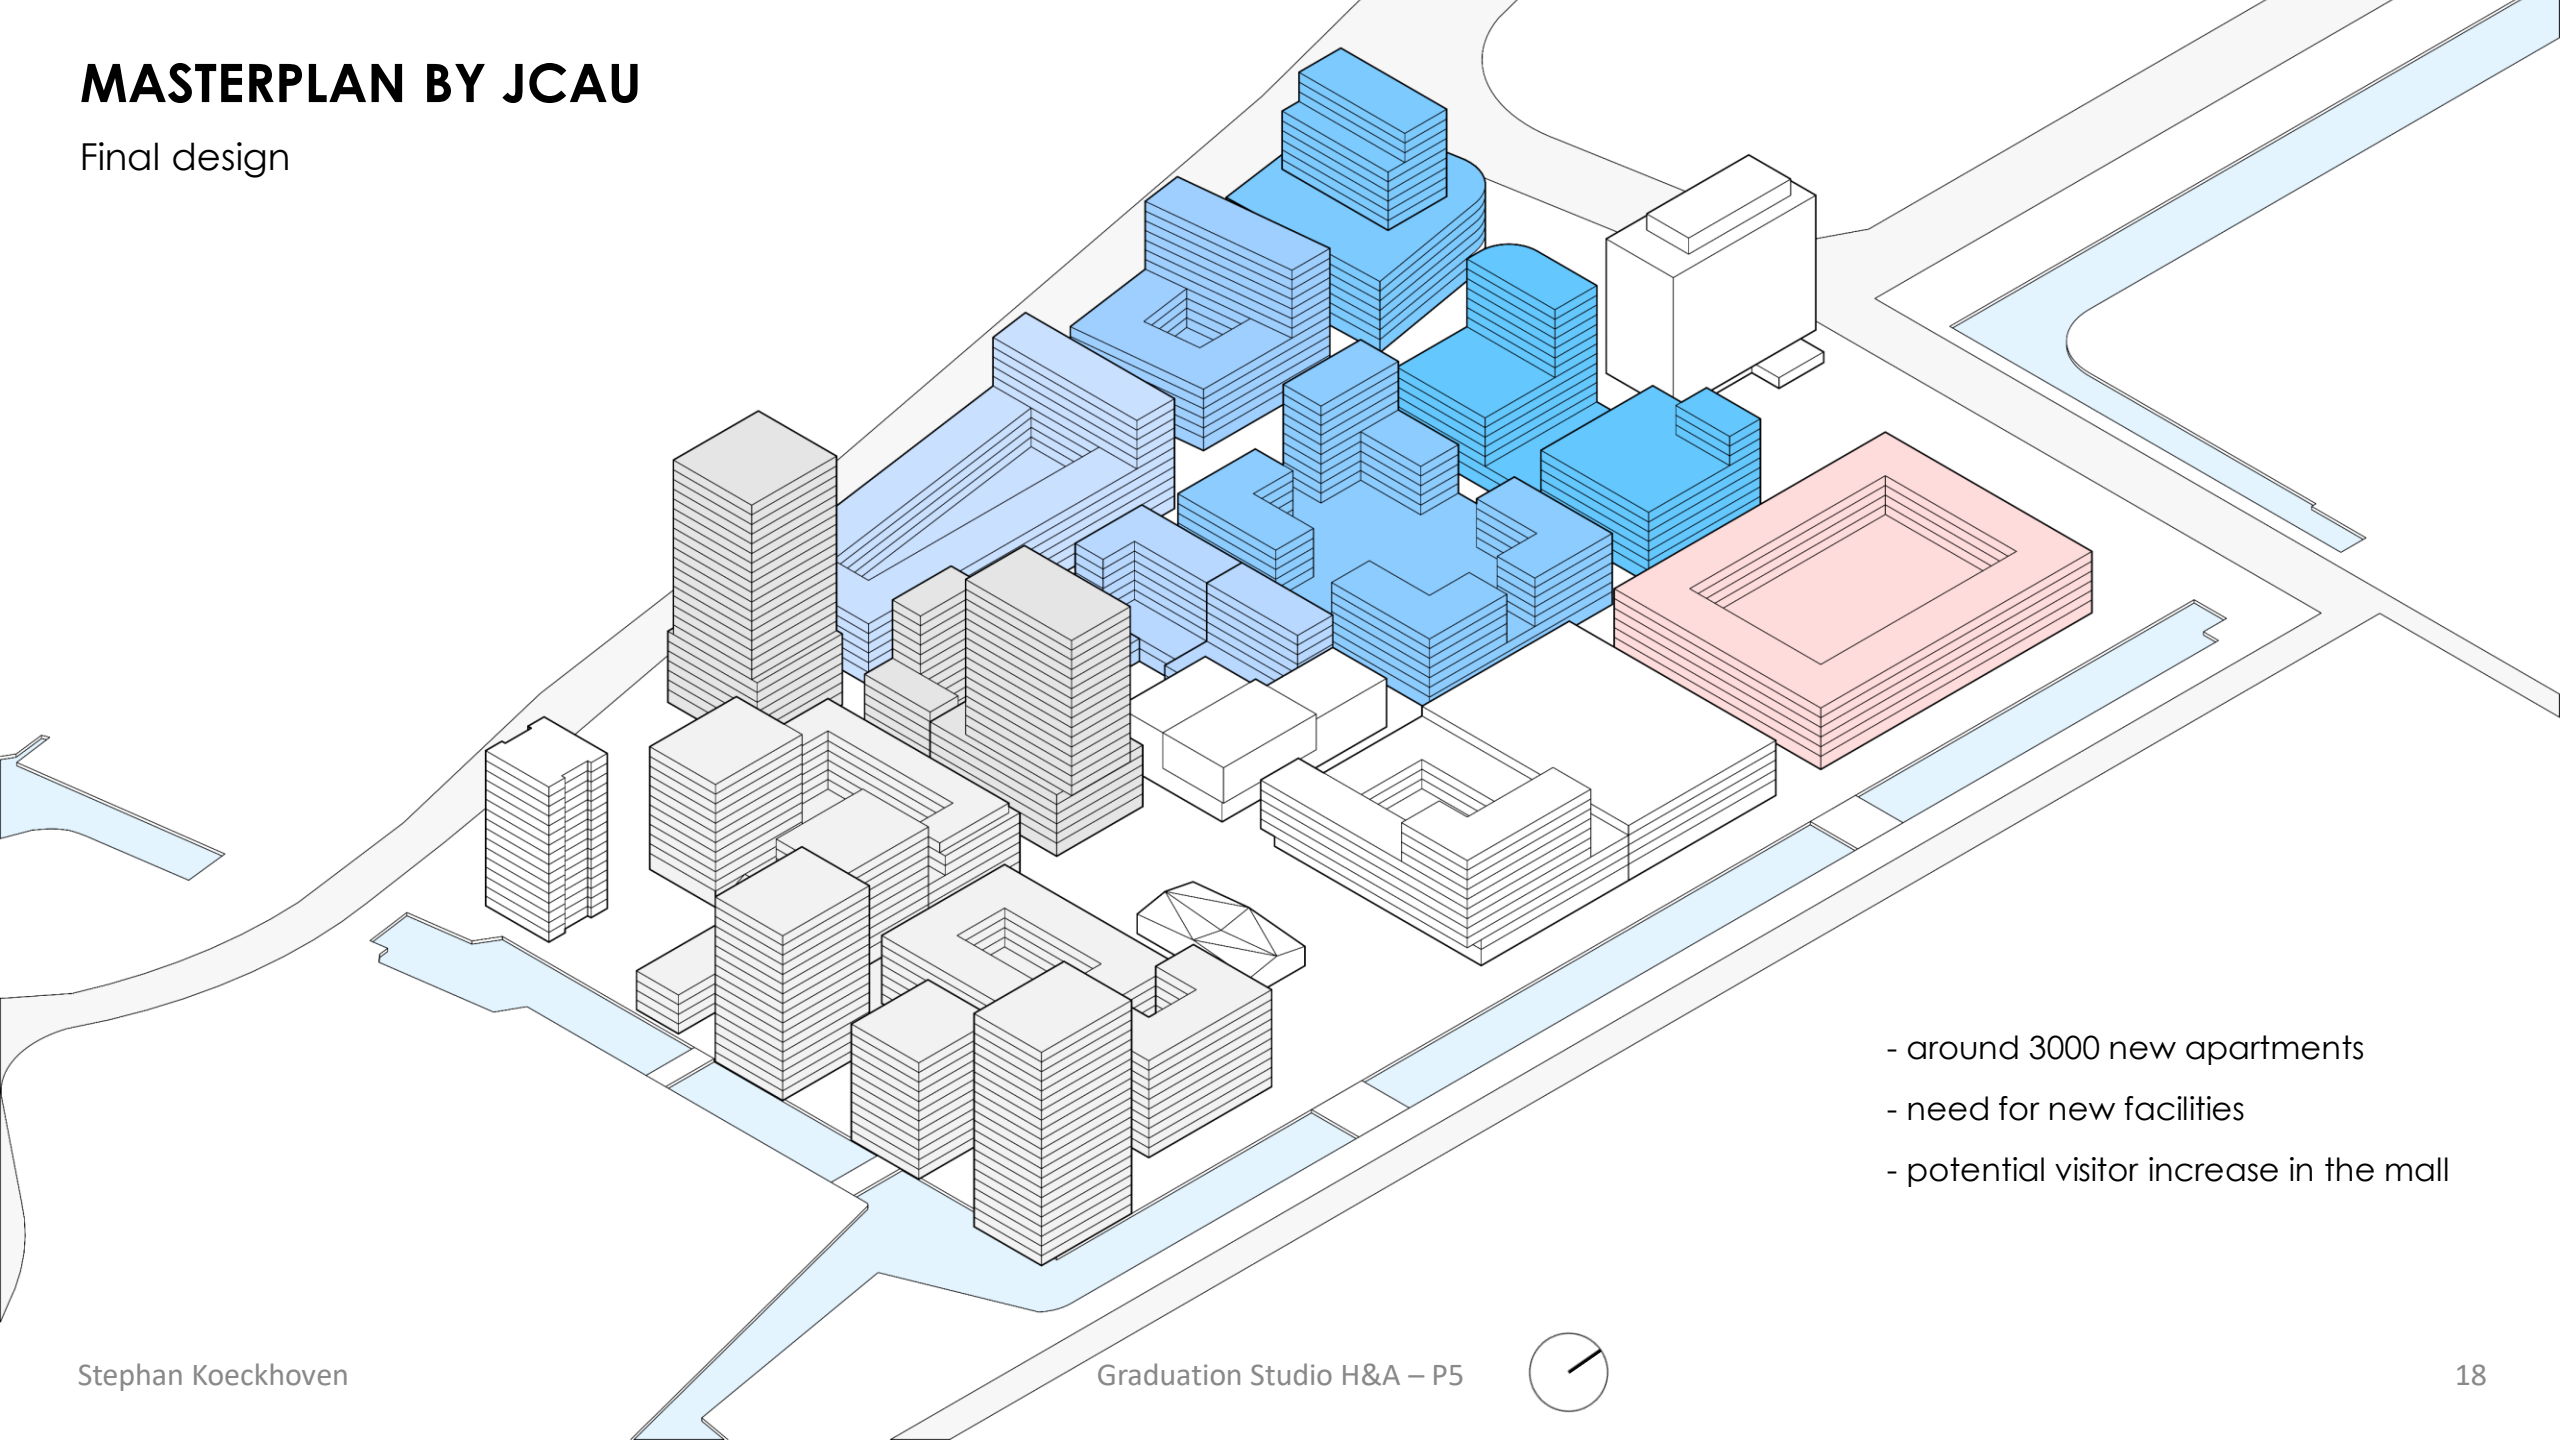 MASTERPLAN BY JCAU
Final design
- around 3000 new apartments
- need for new facilities
- potential visitor increase in the mall
Stephan Koeckhoven
Graduation Studio H&A – P5
18